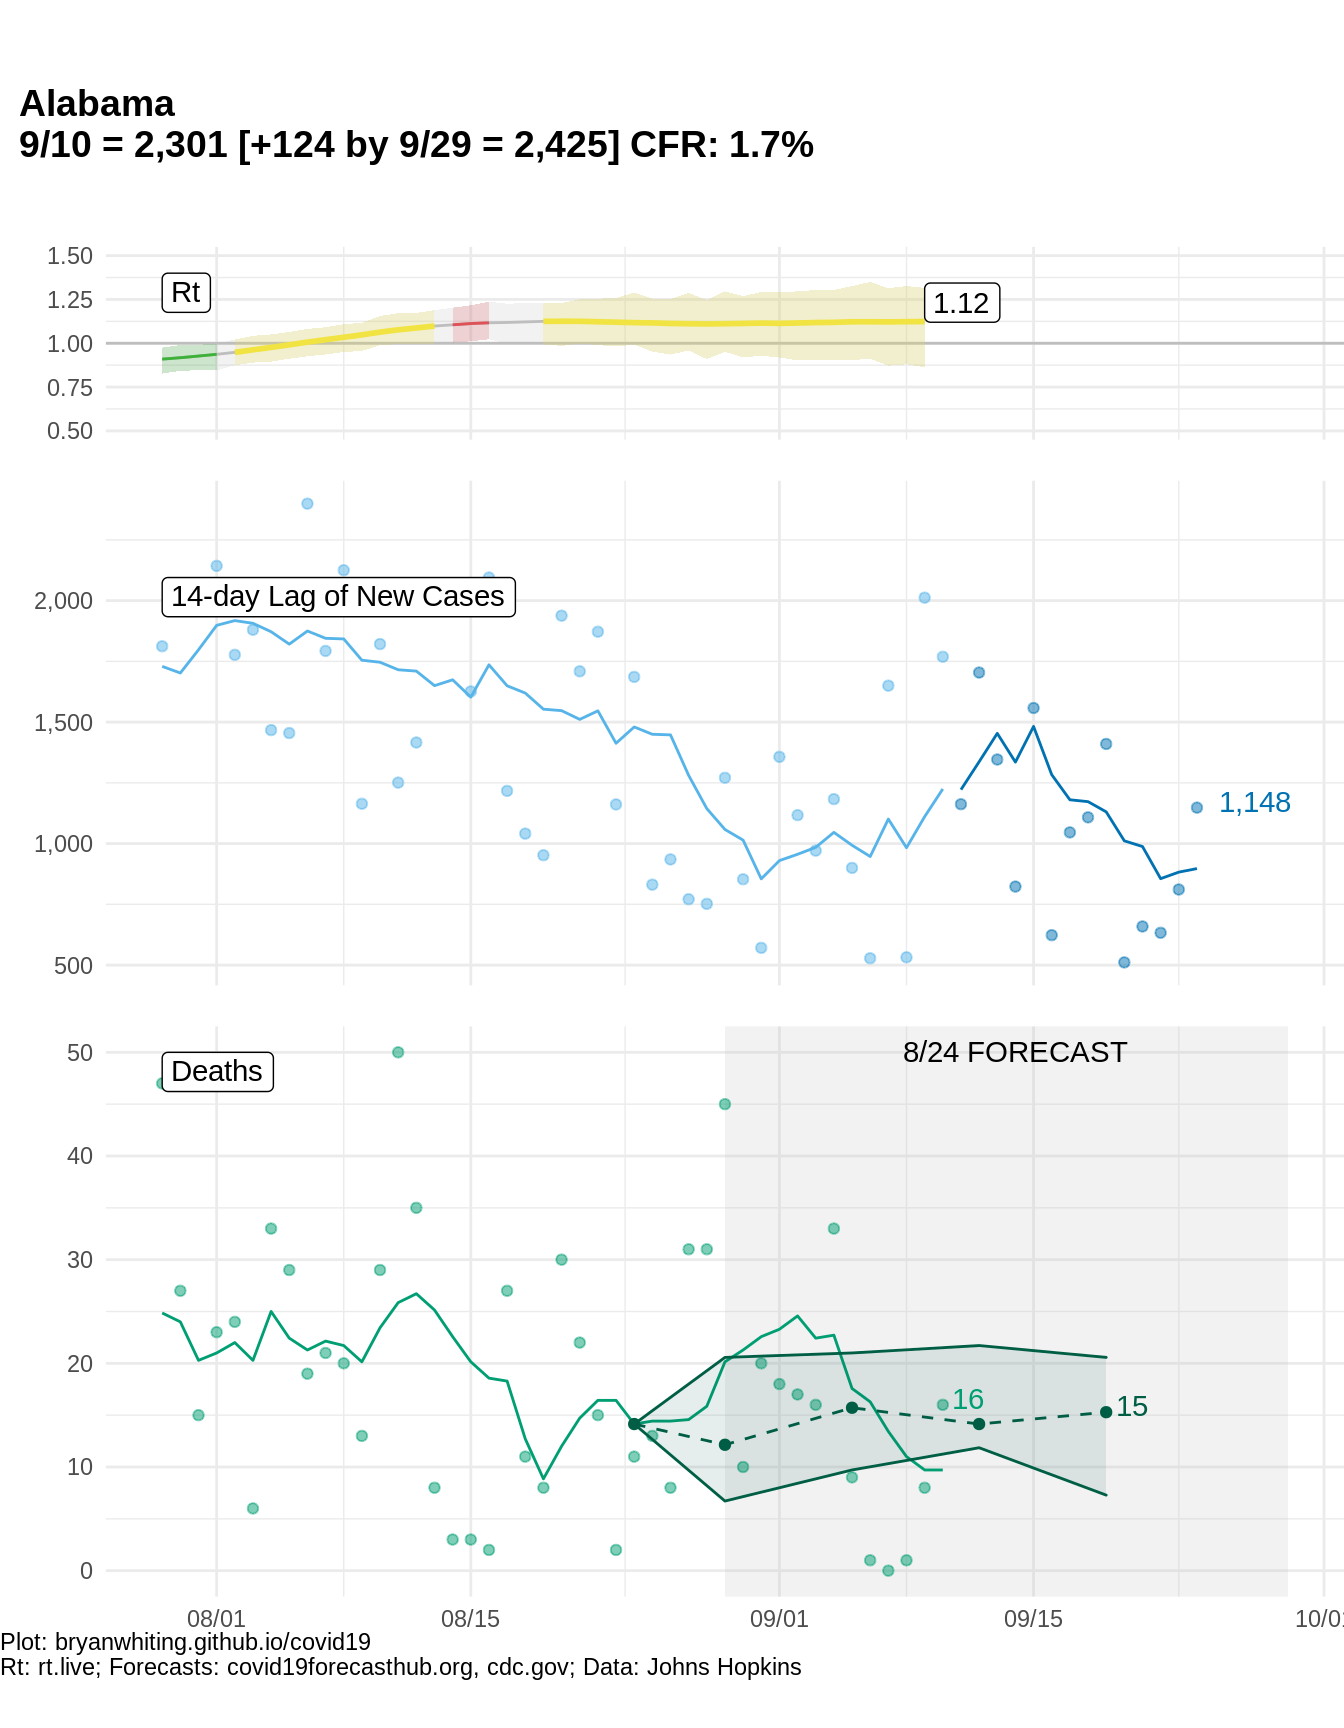 Alabama
9/10 = 2,301 [+124 by 9/29 = 2,425] CFR: 1.7%
1.50
1.25
1.00
0.75
0.50
Rt
1.12
2,000
1,500
1,000
500
14-day Lag of New Cases
1,148
50
40
30
20
10
0
Deaths
8/24 FORECAST
16
15
08/01
08/15
09/01
09/15
Plot: bryanwhiting.github.io/covid19
Rt: rt.live; Forecasts: covid19forecasthub.org, cdc.gov; Data: Johns Hopkins